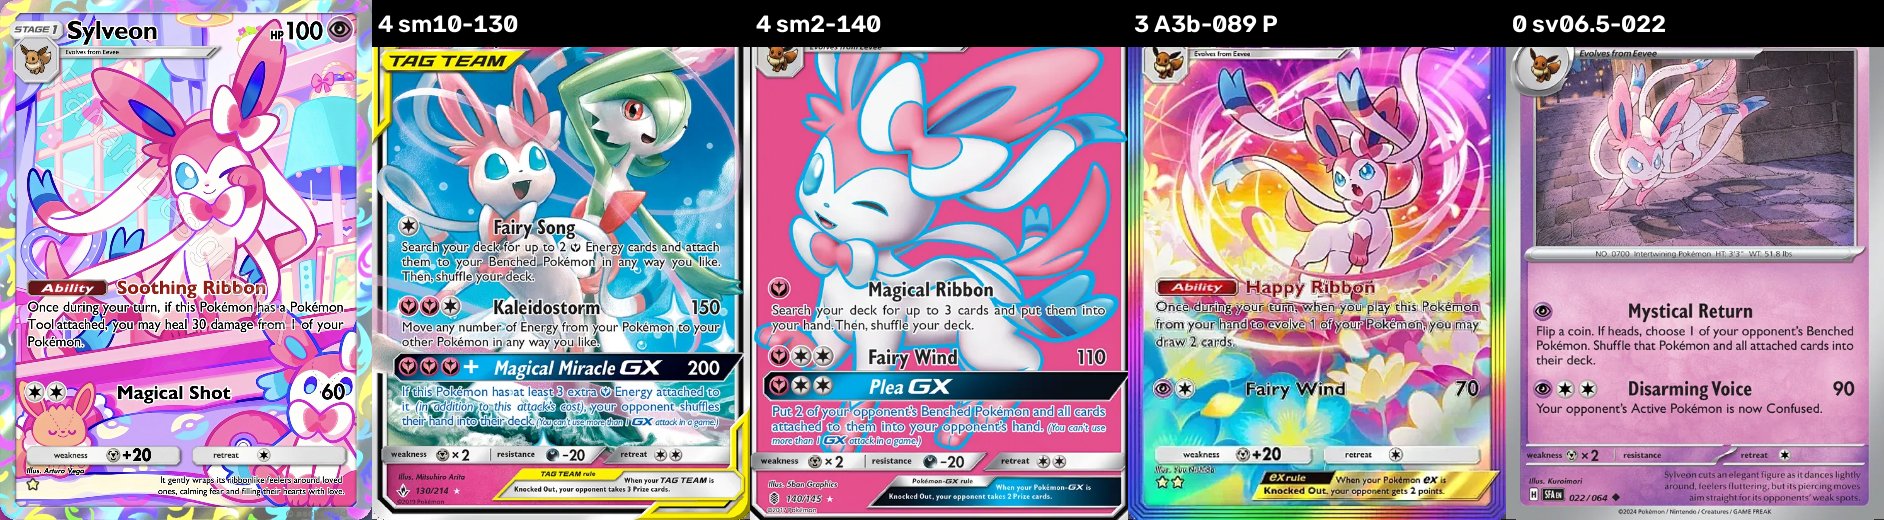 STAGE 1
Sylveon
HP 100
Evolves from Eevee
Ability Soothing Ribbon
Once during your turn, if this Pokémon has a Pokémon
Tool attached, you may heal 30 damage from 1 of your
Pokémon.
Magical Shot 60
weakness +20 retreat
Illus. Arturo Vega
It gently wraps its ribbonlike feelers around loved
ones, calming fear and filling their hearts with love.
4 sm10-130
TAG TEAM
Fairy Song
Search your deck for up to 2 Energy cards and attach
them to your Benched Pokémon in any way you like.
Then, shuffle your deck.
Kaleidostorm 150
Move any number of Energy from your Pokémon to your
other Pokémon in any way you like.
+ Magical Miracle GX 200
If this Pokémon has at least 3 extra Energy attached to
it (in addition to this attack's cost), your opponent shuffles
their hand into their deck. (You can't use more than 1 GX attack in a game.)
weakness ×2 resistance -20 retreat
Illus. Mitsuhiro Arita
130/214
©2019 Pokémon
TAG TEAM rule
When your TAG TEAM is
Knocked Out, your opponent takes 3 Prize cards.
4 sm2-140
Evolves from Eevee
Magical Ribbon
Search your deck for up to 3 cards and put them into
your hand. Then, shuffle your deck.
Fairy Wind 110
Plea GX
Put 2 of your opponent's Benched Pokémon and all cards
attached to them into your opponent's hand. (You can't use
more than 1 GX attack in a game.)
weakness ×2 resistance -20 retreat
Illus. 5ban Graphics
140/145
©2017 Pokémon
Pokémon-GX rule
When your Pokémon-GX is
Knocked Out, your opponent takes 2 Prize cards.
3 A3b-089 P
Evolves from Eevee
Ability Happy Ribbon
Once during your turn, when you play this Pokémon
from your hand to evolve 1 of your Pokémon, you may
draw 2 cards.
Fairy Wind 70
weakness +20 retreat
ex rule
When your Pokémon ex is
Knocked Out, your opponent gets 2 points.
0 sv06.5-022
Evolves from Eevee
NO. 0700 Intertwining Pokémon HT: 3'3" WT: 51.8 lbs
Mystical Return
Flip a coin. If heads, choose 1 of your opponent's Benched
Pokémon. Shuffle that Pokémon and all attached cards into
their deck.
Disarming Voice 90
Your opponent's Active Pokémon is now Confused.
weakness ×2 resistance retreat
Illus. Kuroimori
H SFA EN 022/064
Sylveon cuts an elegant figure as it dances lightly
around, feelers fluttering, but its piercing moves
aim straight for its opponents' weak spots.
©2024 Pokémon / Nintendo / Creatures / GAME FREAK